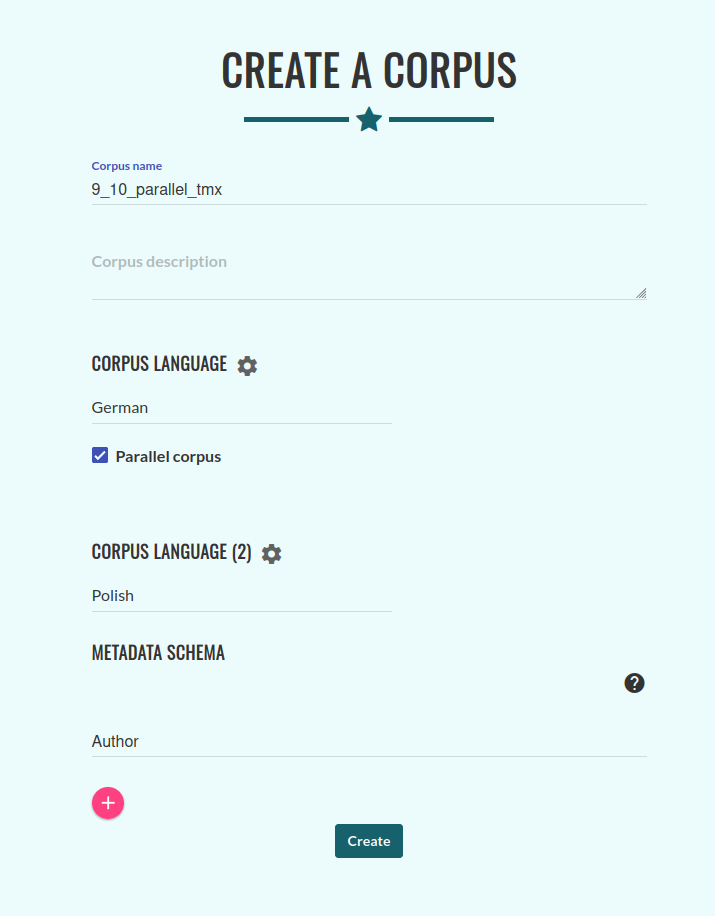 CREATE A CORPUS
Corpus name
9_10_parallel_tmx
Corpus description
CORPUS LANGUAGE
German
Parallel corpus
CORPUS LANGUAGE (2)
Polish
METADATA SCHEMA
?
Author
+
Create